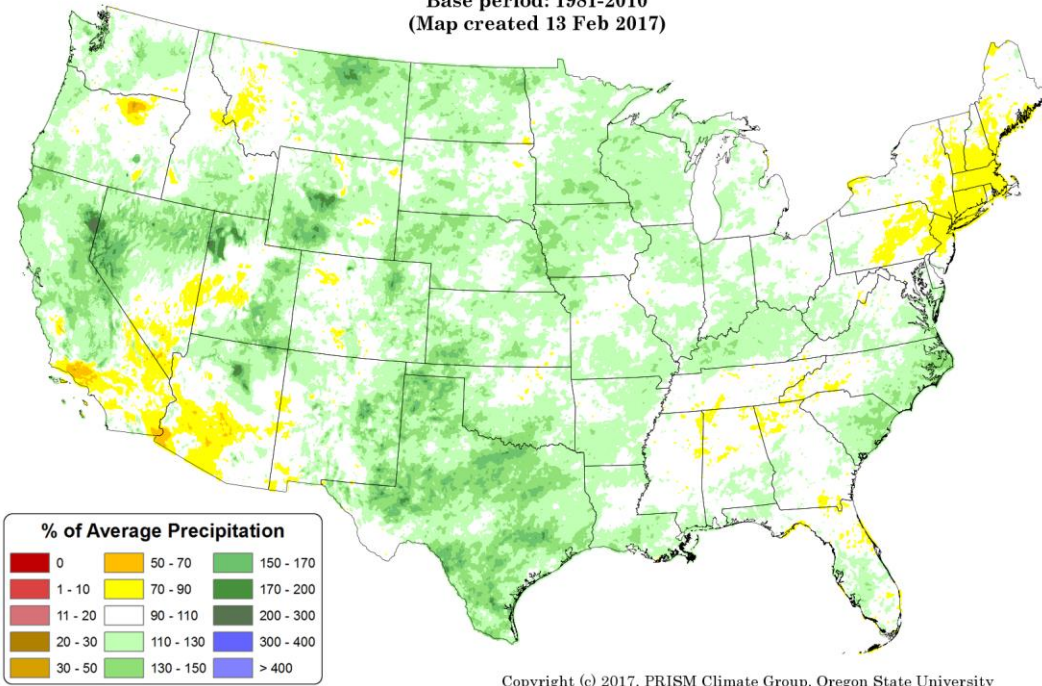 Base period: 1981-2010
(Map created 13 Feb 2017)
% of Average Precipitation
0
1 - 10
11 - 20
20 - 30
30 - 50
50 - 70
70 - 90
90 - 110
110 - 130
130 - 150
150 - 170
170 - 200
200 - 300
300 - 400
> 400
Copyright (c) 2017, PRISM Climate Group, Oregon State University